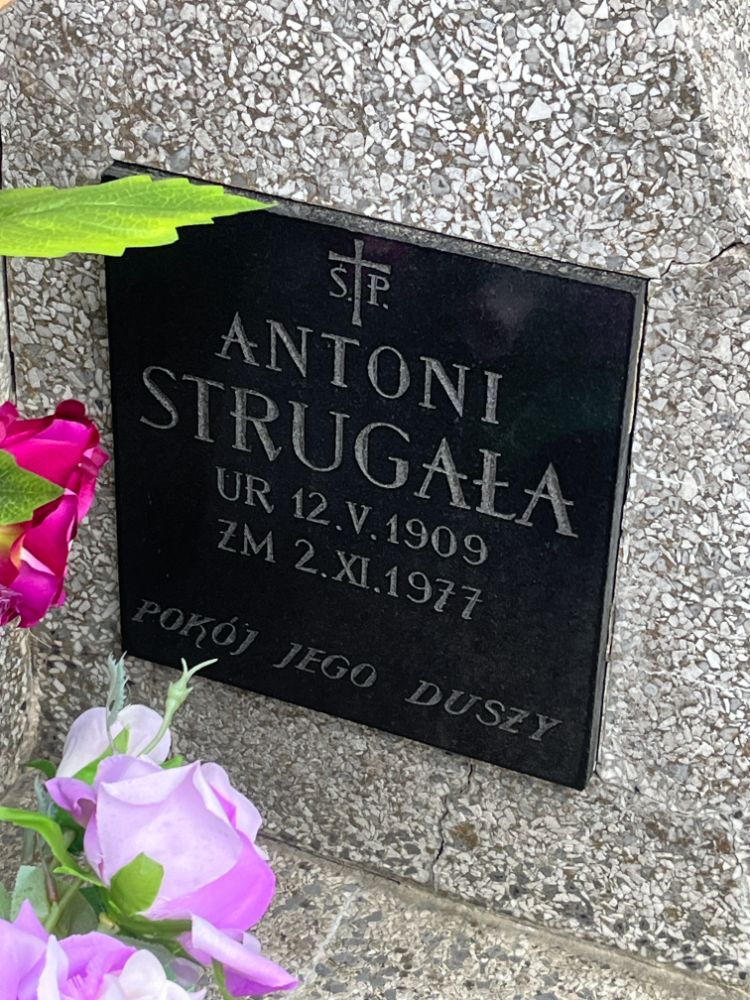 Ś.P.
ANTONI
STRUGAŁA
UR 12.V.1909
ZM 2.XI.1977
POKÓJ JEGO DUSZY